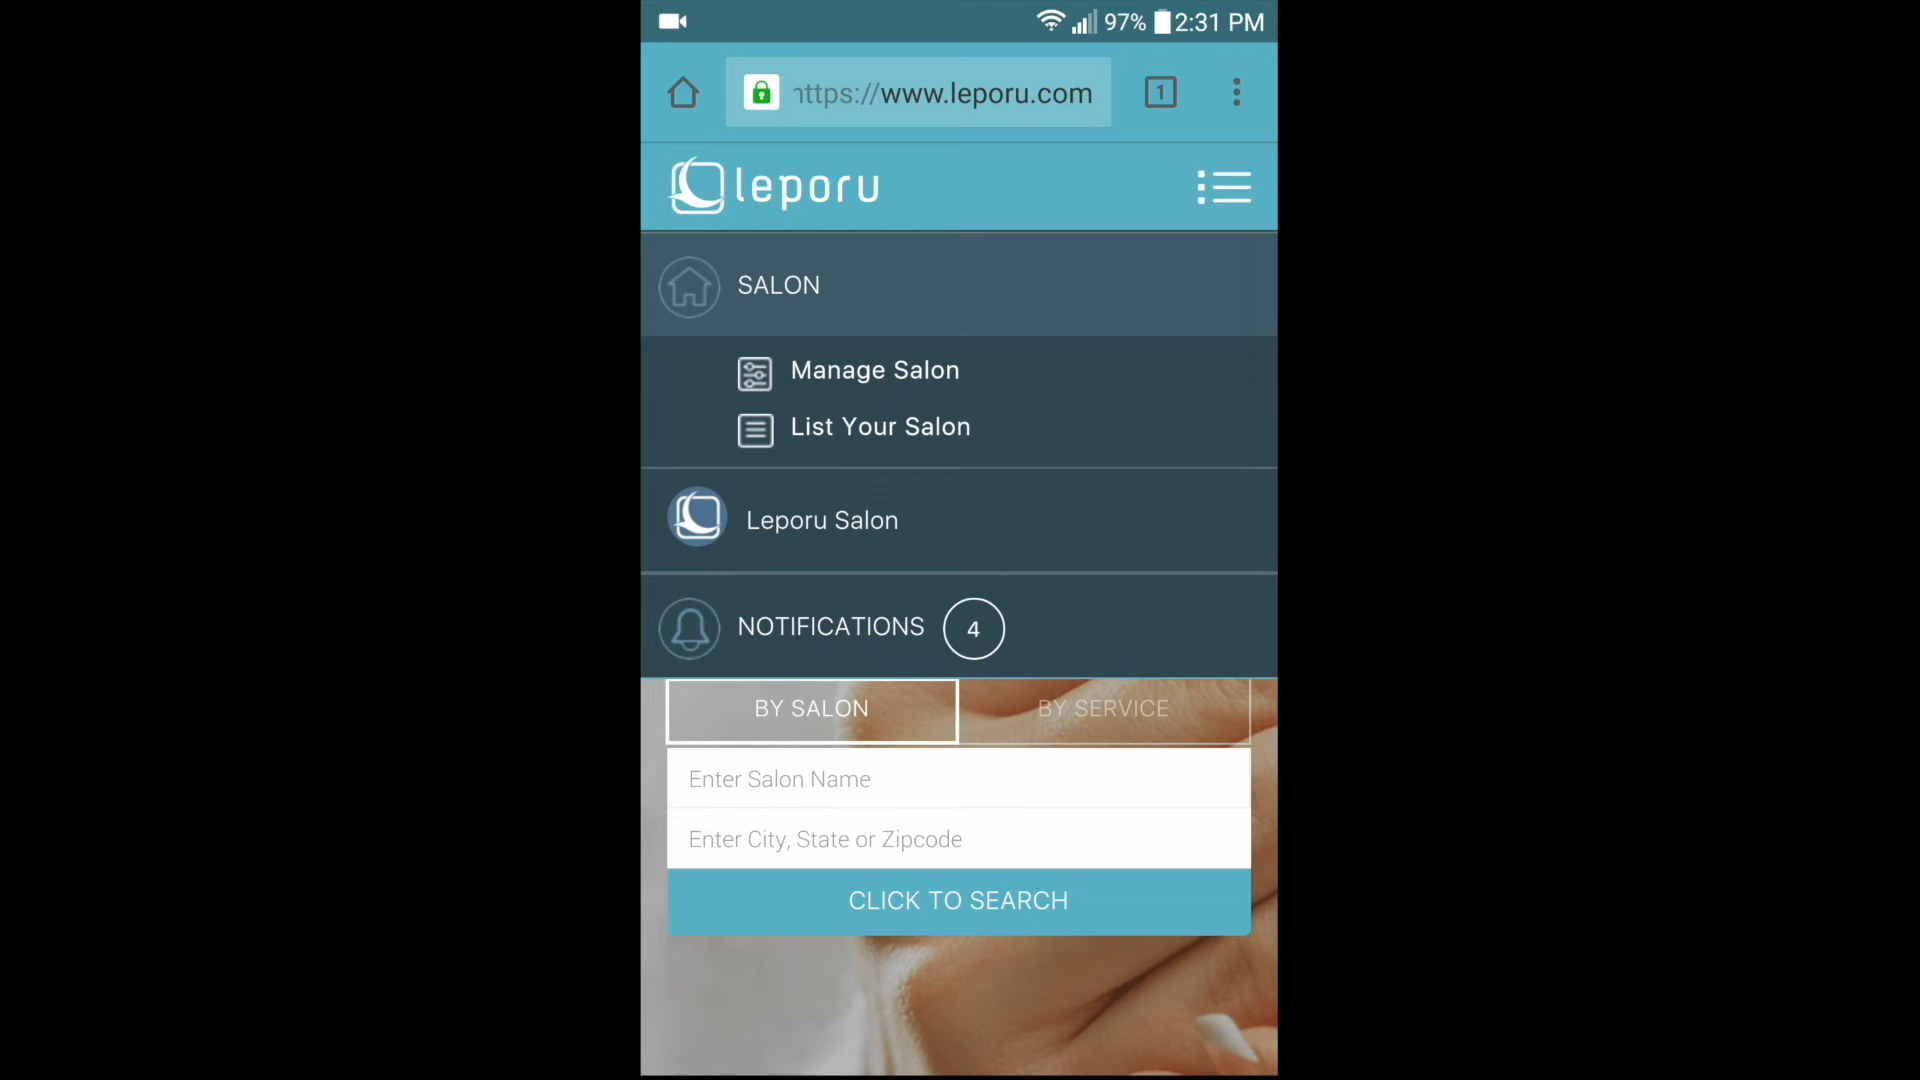 97% 2:31 PM
https://www.leporu.com 1
leporu
SALON
Manage Salon
List Your Salon
Leporu Salon
NOTIFICATIONS 4
BY SALON BY SERVICE
Enter Salon Name
Enter City, State or Zipcode
CLICK TO SEARCH